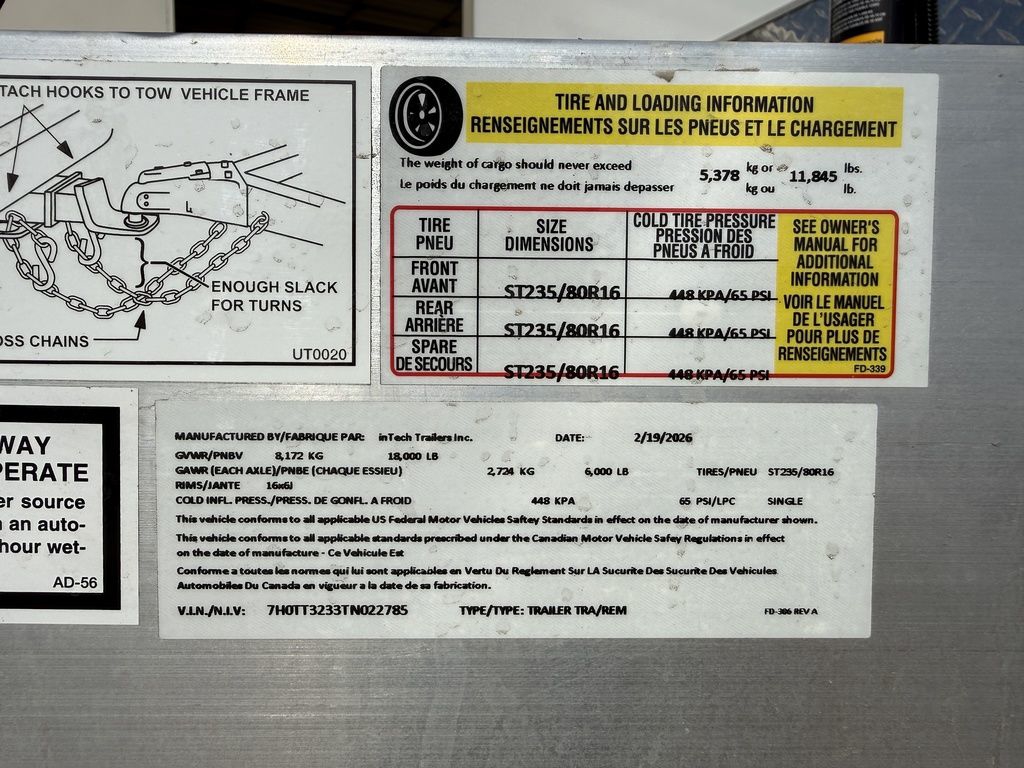 TACH HOOKS TO TOW VEHICLE FRAME
ENOUGH SLACK
FOR TURNS
OSS CHAINS
UT0020
WAY
PERATE
er source
n an auto-
hour wet-
AD-56
TIRE AND LOADING INFORMATION
RENSEIGNEMENTS SUR LES PNEUS ET LE CHARGEMENT
The weight of cargo should never exceed 5,378 kg or 11,845 lbs.
Le poids du chargement ne doit jamais depasser kg ou lb.
TIRE SIZE COLD TIRE PRESSURE
PNEU DIMENSIONS PRESSION DES
PNEUS A FROID
FRONT
AVANT ST235/80R16 448 KPA/65 PSI
REAR
ARRIÈRE ST235/80R16 448 KPA/65 PSI
SPARE
DE SECOURS ST235/80R16 448 KPA/65 PSI
SEE OWNER'S
MANUAL FOR
ADDITIONAL
INFORMATION
VOIR LE MANUEL
DE L'USAGER
POUR PLUS DE
RENSEIGNEMENTS
FD-339
MANUFACTURED BY/FABRIQUE PAR: inTech Trailers Inc. DATE: 2/19/2026
GVWR/PNBV 8,172 KG 18,000 LB
GAWR (EACH AXLE)/PNBE (CHAQUE ESSIEU) 2,724 KG 6,000 LB TIRES/PNEU ST235/80R16
RIMS/JANTE 16x6J
COLD INFL. PRESS./PRESS. DE GONFL. A FROID 448 KPA 65 PSI/LPC SINGLE
This vehicle conforms to all applicable US Federal Motor Vehicles Saftey Standards in effect on the date of manufacturer shown.
This vehicle conforms to all applicable standards prescribed under the Canadian Motor Vehicle Safey Regulations in effect
on the date of manufacture - Ce Vehicule Est
Conforme a toutes les normes qui lui sont applicables en Vertu Du Reglement Sur LA Sucurite Des Sucurite Des Vehicules
Automobiles Du Canada en vigueur a la date de sa fabrication.
V.I.N./N.I.V: 7H0TT3233TN022785 TYPE/TYPE: TRAILER TRA/REM FD-306 REV A